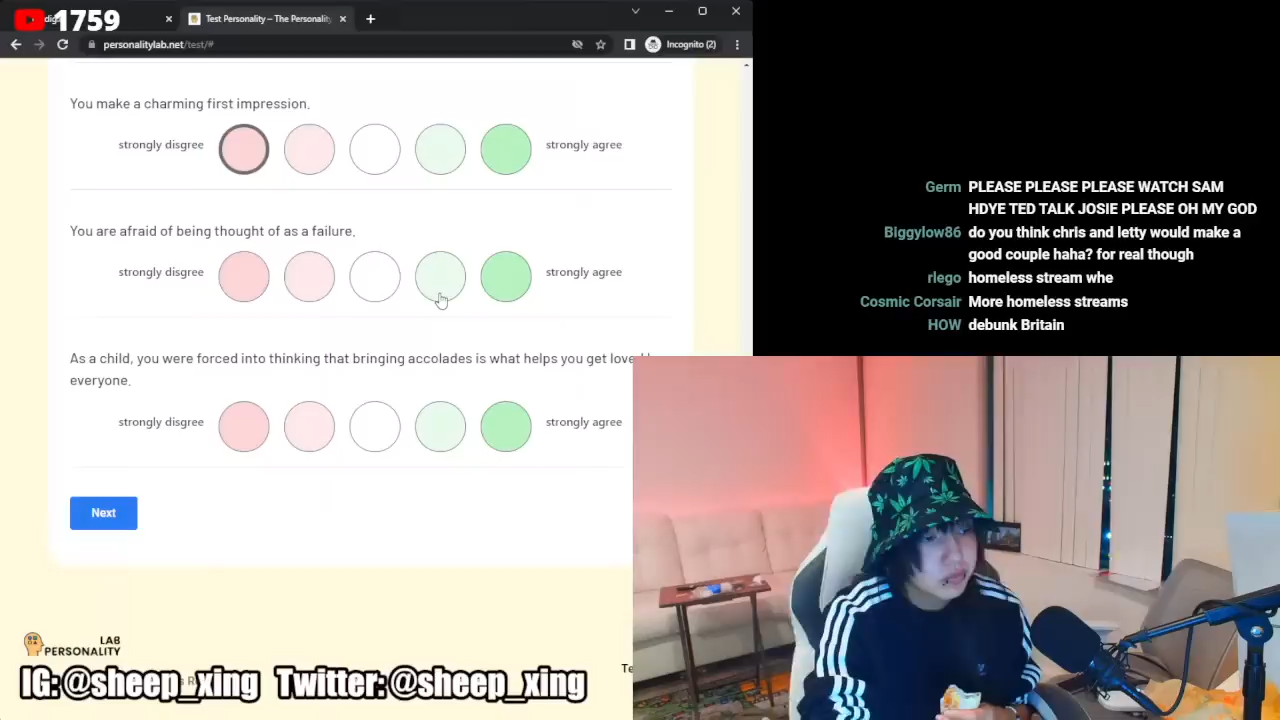 1759
Test Personality – The Personality
personalitylab.net/test/#
Incognito (2)
You make a charming first impression.
strongly disgree
strongly agree
You are afraid of being thought of as a failure.
strongly disgree
strongly agree
As a child, you were forced into thinking that bringing accolades is what helps you get
everyone.
strongly disgree
strongly agree
Next
LAB
PERSONALITY
IG:@sheep_xing Twitter:@sheep_xing
Germ PLEASE PLEASE PLEASE WATCH SAM
HDYE TED TALK JOSIE PLEASE OH MY GOD
Biggylow86 do you think chris and letty would make a
good couple haha? for real though
rlego homeless stream whe
Cosmic Corsair More homeless streams
HOW debunk Britain